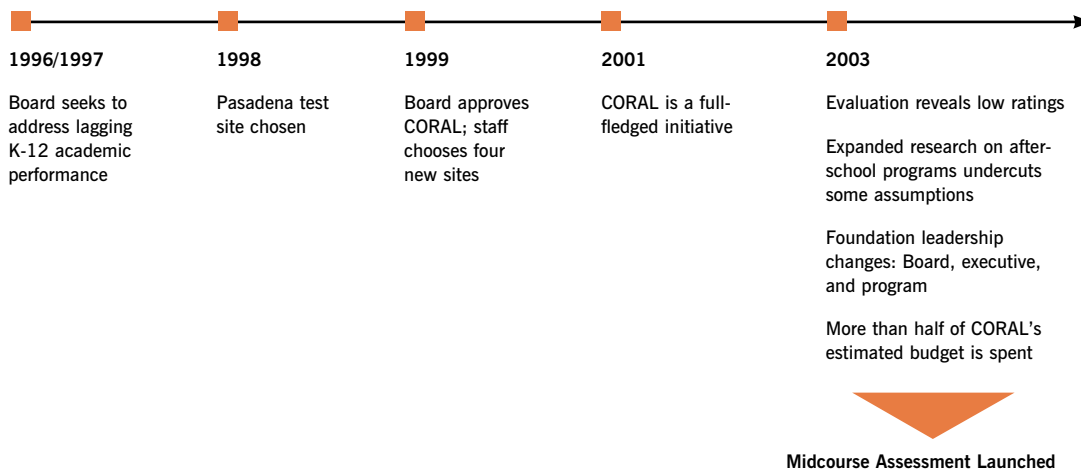 1996/1997
Board seeks to
address lagging
K-12 academic
performance
1998
Pasadena test
site chosen
1999
Board approves
CORAL; staff
chooses four
new sites
2001
CORAL is a full-
fledged initiative
2003
Evaluation reveals low ratings
Expanded research on after-
school programs undercuts
some assumptions
Foundation leadership
changes: Board, executive,
and program
More than half of CORAL’s
estimated budget is spent
Midcourse Assessment Launched